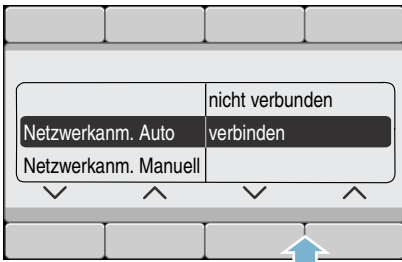 nicht verbunden
Netzwerkanm. Auto verbinden
Netzwerkanm. Manuell